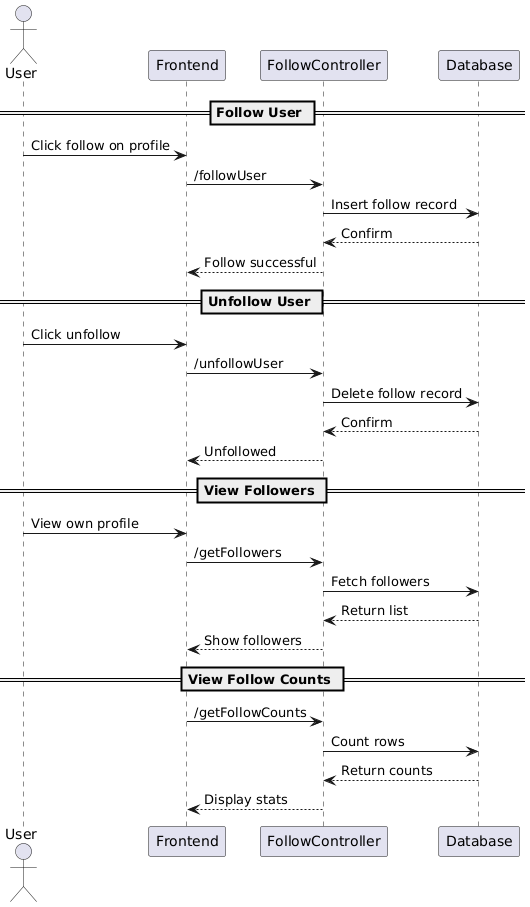 User
Frontend
FollowController
Database
Follow User
Click follow on profile
/followUser
Insert follow record
Confirm
Follow successful
Unfollow User
Click unfollow
/unfollowUser
Delete follow record
Confirm
Unfollowed
View Followers
View own profile
/getFollowers
Fetch followers
Return list
Show followers
View Follow Counts
/getFollowCounts
Count rows
Return counts
Display stats
User
Frontend
FollowController
Database